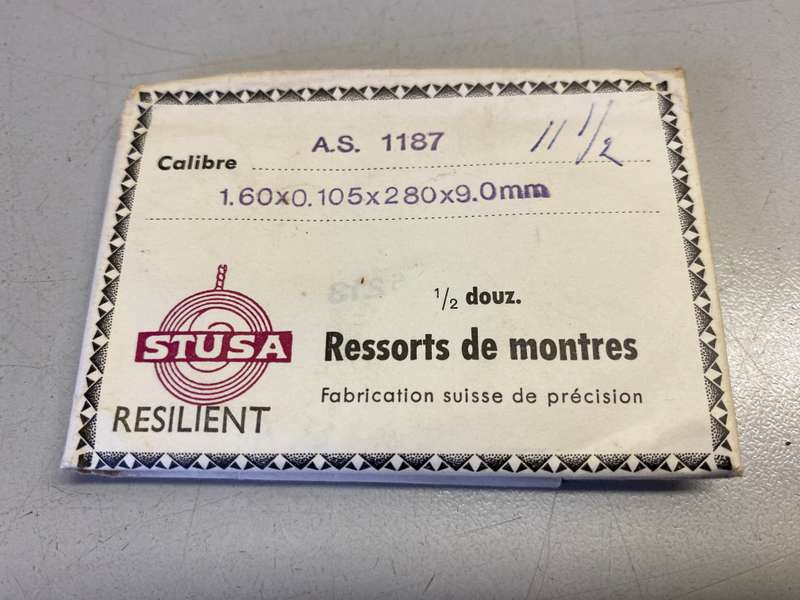 Calibre A.S. 1187 11 1/2
1.60x0.105x280x9.0mm
1/2 douz.
STUSA
Ressorts de montres
RESILIENT
Fabrication suisse de précision